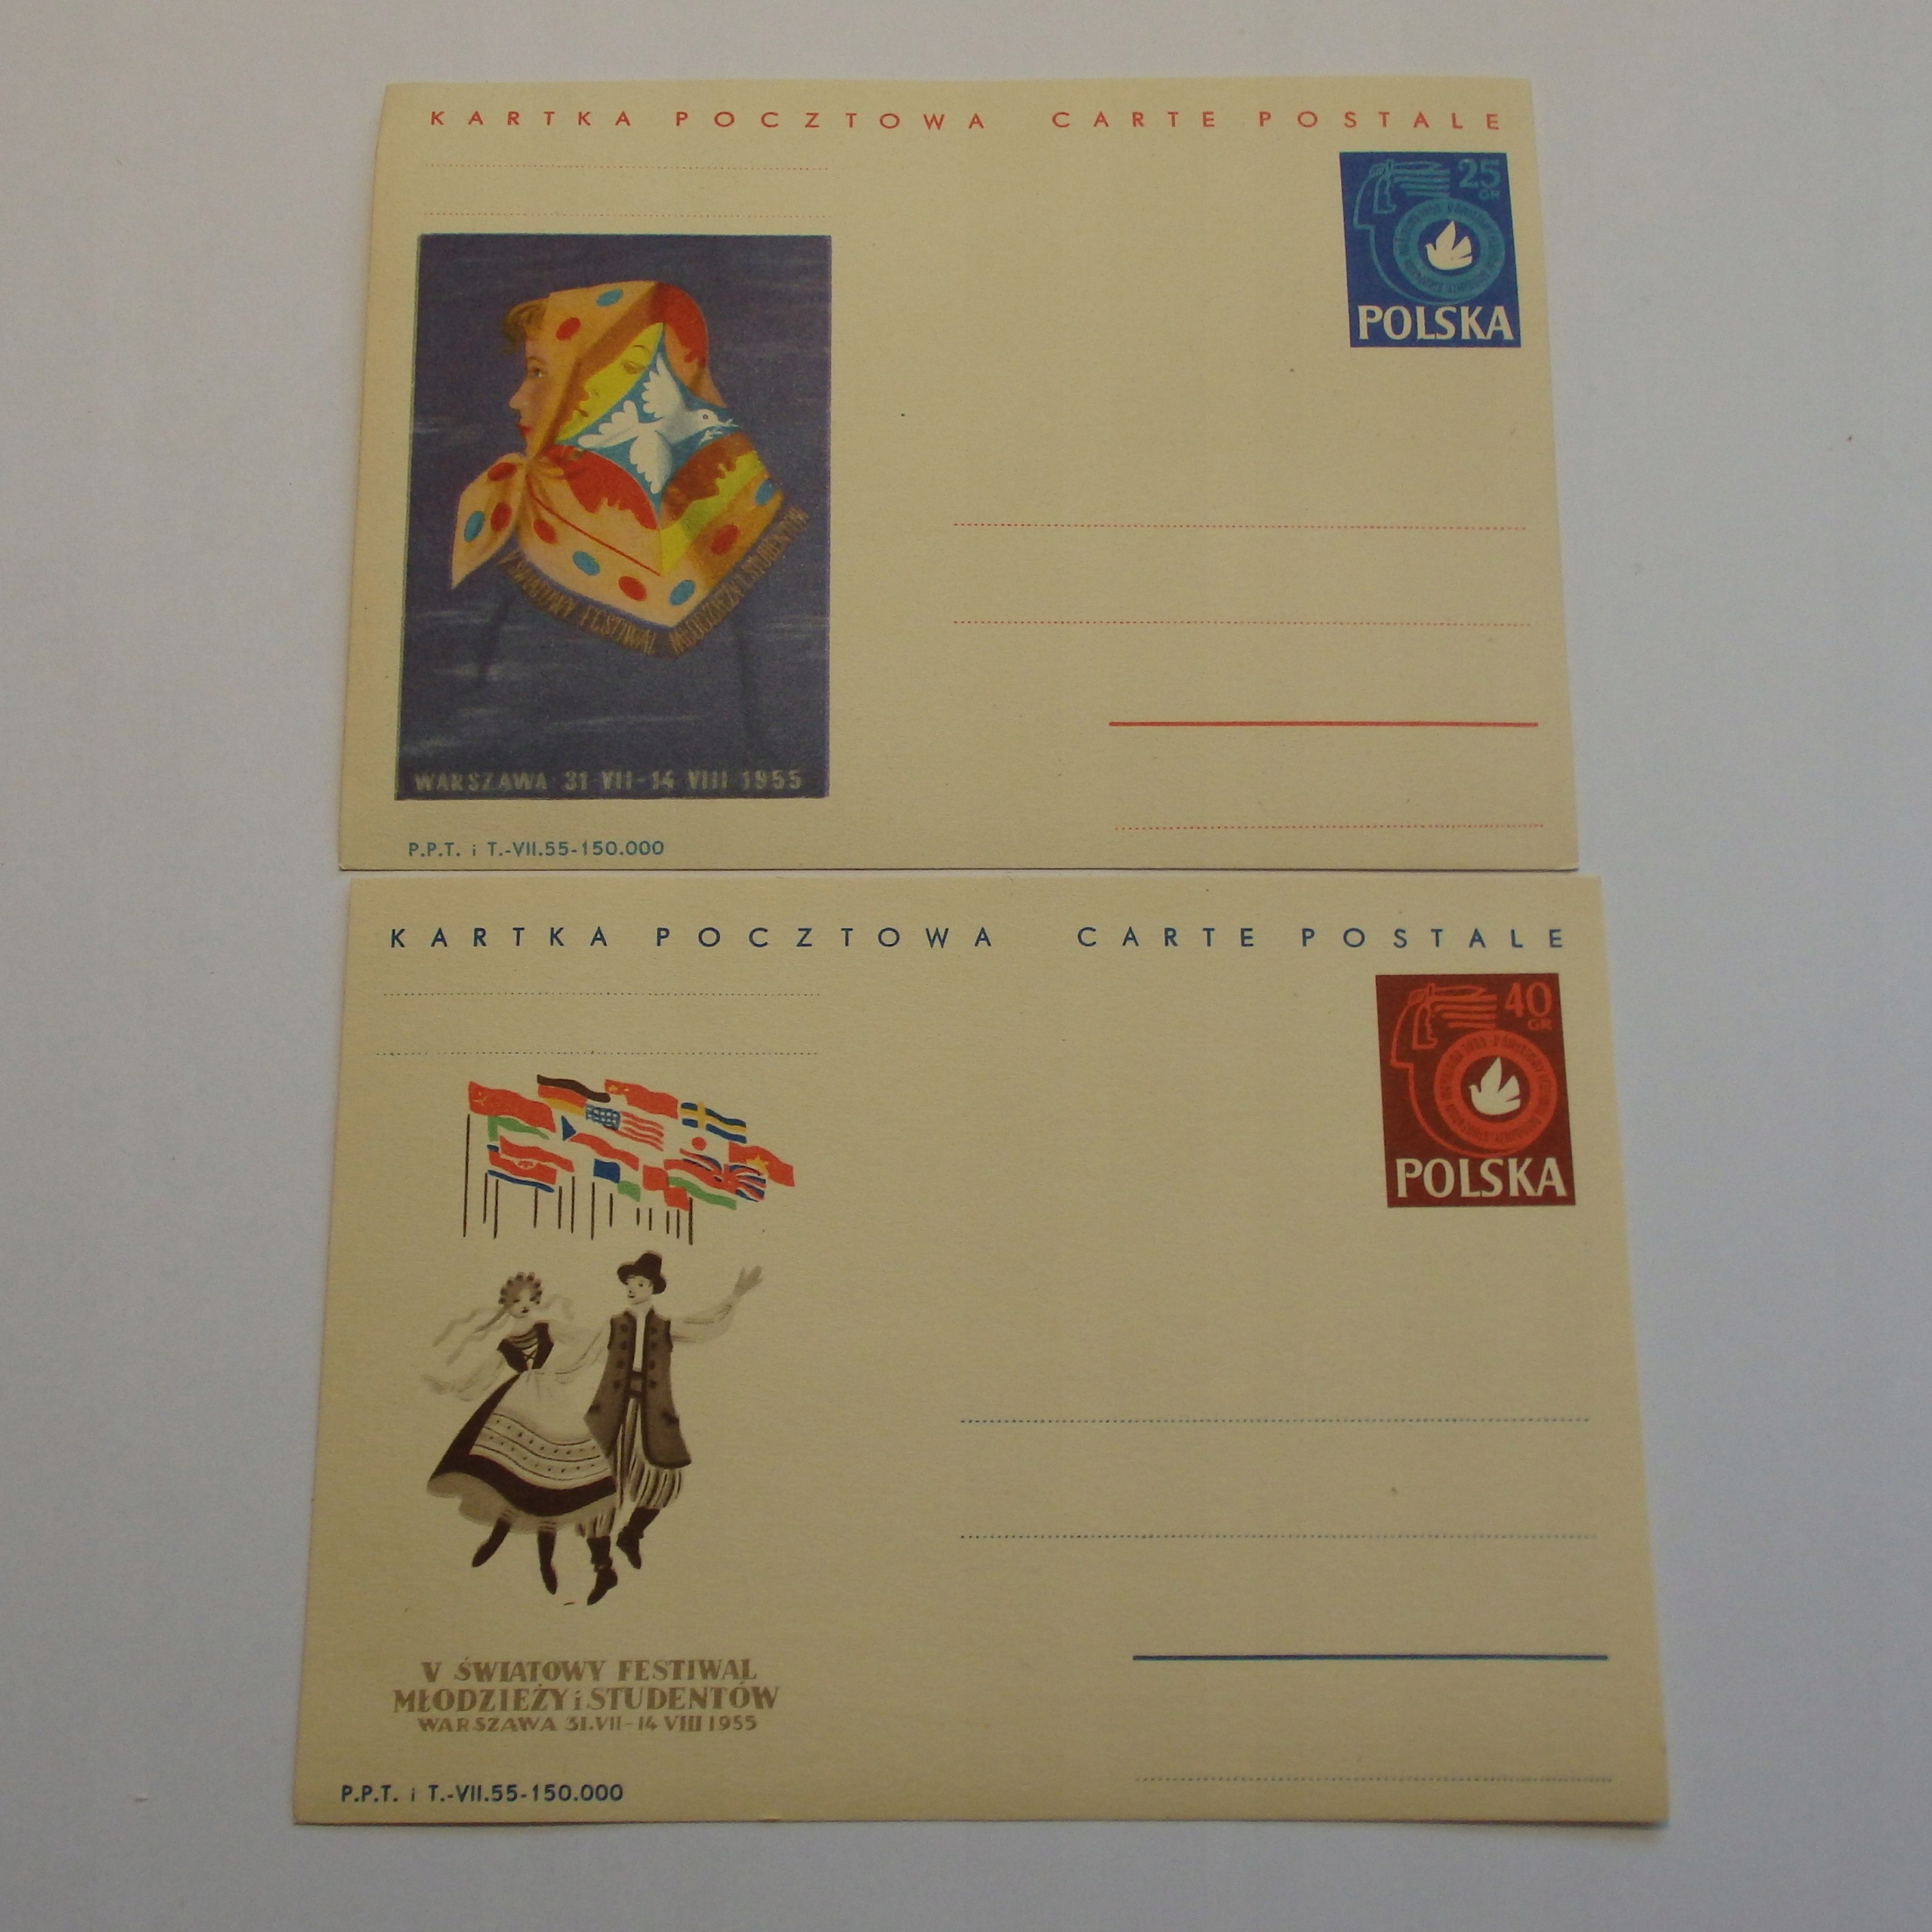 KARTKA POCZTOWA CARTE POSTALE
25
GR
POLSKA
ŚWIATOWY FESTIWAL MŁODZIEŻY I STUDENTÓW
WARSZAWA 31 VII-14 VIII 1955
P.P.T. i T.-VII.55-150.000
KARTKA POCZTOWA CARTE POSTALE
40
GR
POLSKA
V ŚWIATOWY FESTIWAL
MŁODZIEŻY i STUDENTÓW
WARSZAWA 31.VII-14 VIII 1955
P.P.T. i T.-VII.55-150.000